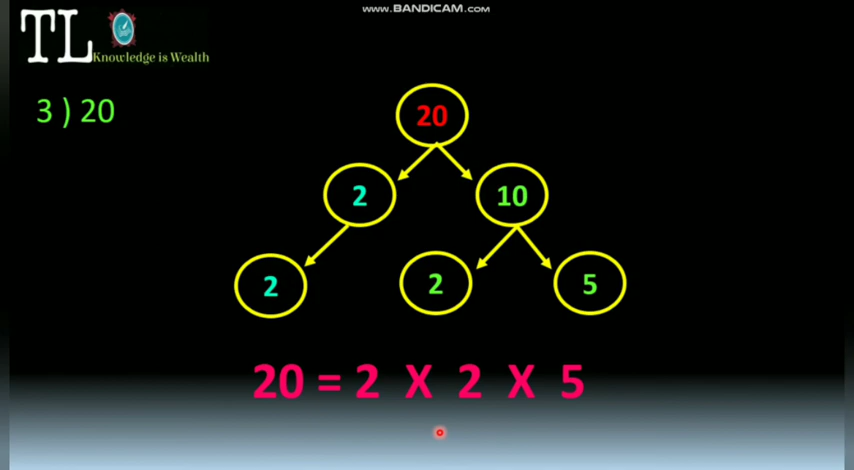 www.BANDICAM.com
TL
Knowledge is Wealth
3 ) 20
20
2 10
2 2 5
20 = 2 X 2 X 5